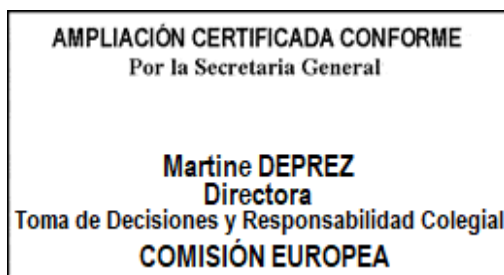 AMPLIACIÓN CERTIFICADA CONFORME
Por la Secretaria General
Martine DEPREZ
Directora
Toma de Decisiones y Responsabilidad Colegial
COMISIÓN EUROPEA